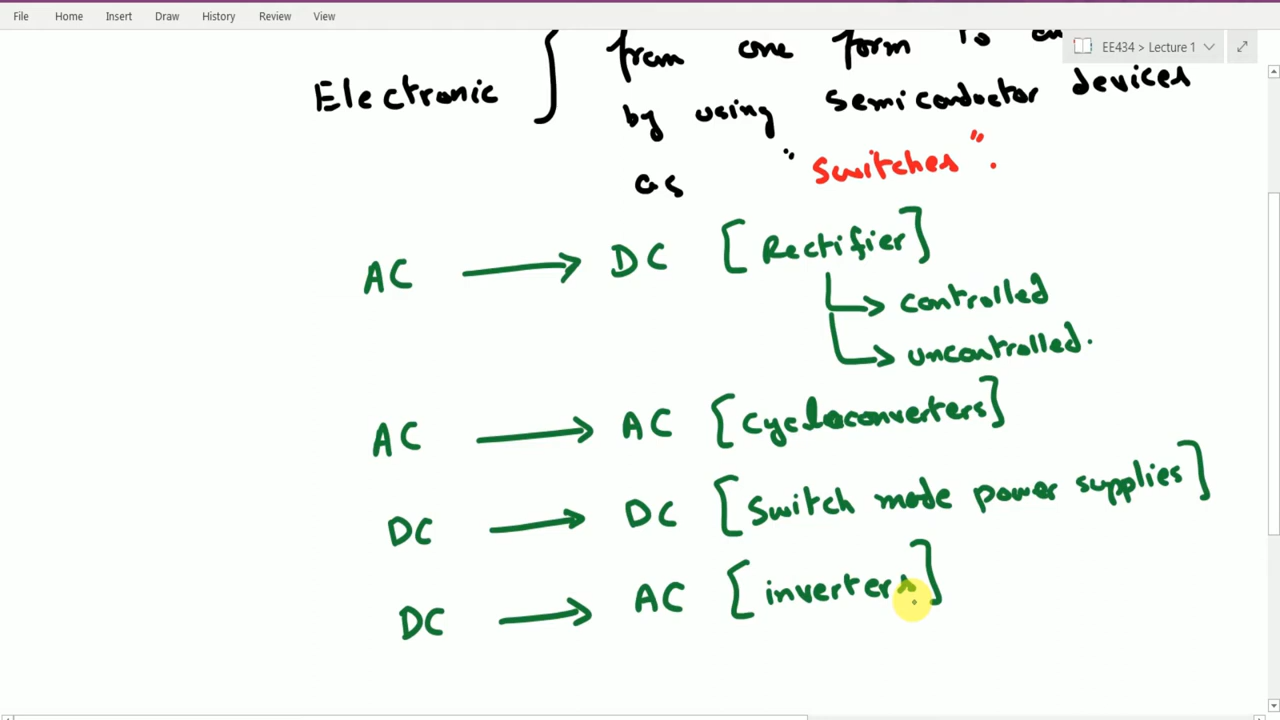 File Home Insert Draw History Review View
EE434 > Lecture 1
from one form to
Electronic
by using semiconductor devices
as "switches".
AC → DC [Rectifier]
→ controlled
→ uncontrolled.
AC → AC [Cycloconverters]
DC → DC [Switch mode power supplies]
DC → AC [inverters]